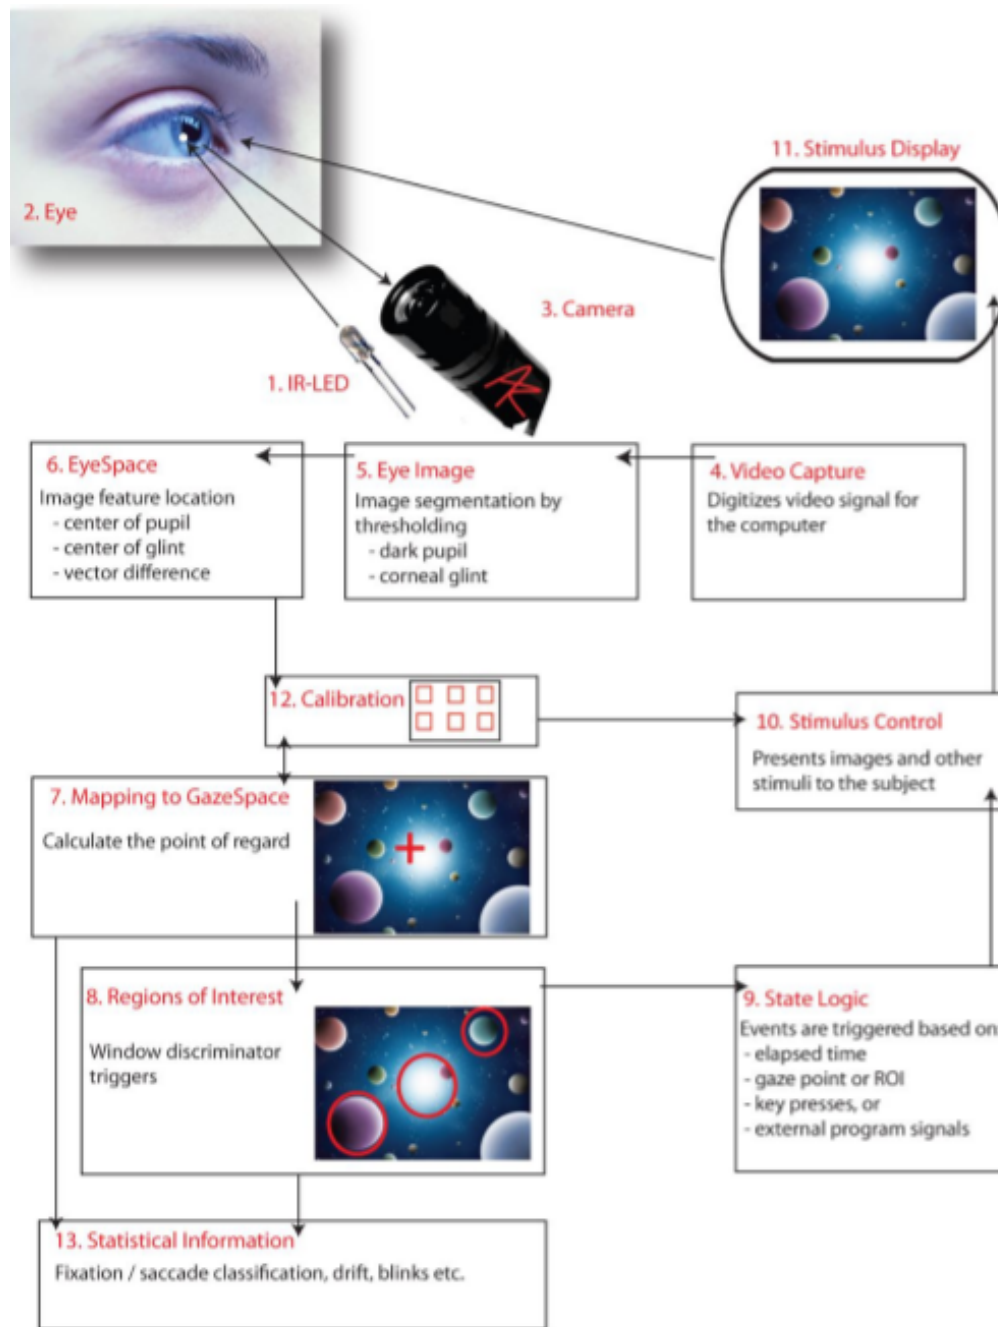 11. Stimulus Display
2. Eye
3. Camera
1. IR-LED
6. EyeSpace
Image feature location
- center of pupil
- center of glint
- vector difference
5. Eye Image
Image segmentation by
thresholding
- dark pupil
- corneal glint
4. Video Capture
Digitizes video signal for
the computer
12. Calibration
10. Stimulus Control
Presents images and other
stimuli to the subject
7. Mapping to GazeSpace
Calculate the point of regard
8. Regions of Interest
Window discriminator
triggers
9. State Logic
Events are triggered based on
- elapsed time
- gaze point or ROI
- key presses, or
- external program signals
13. Statistical Information
Fixation / saccade classification, drift, blinks etc.